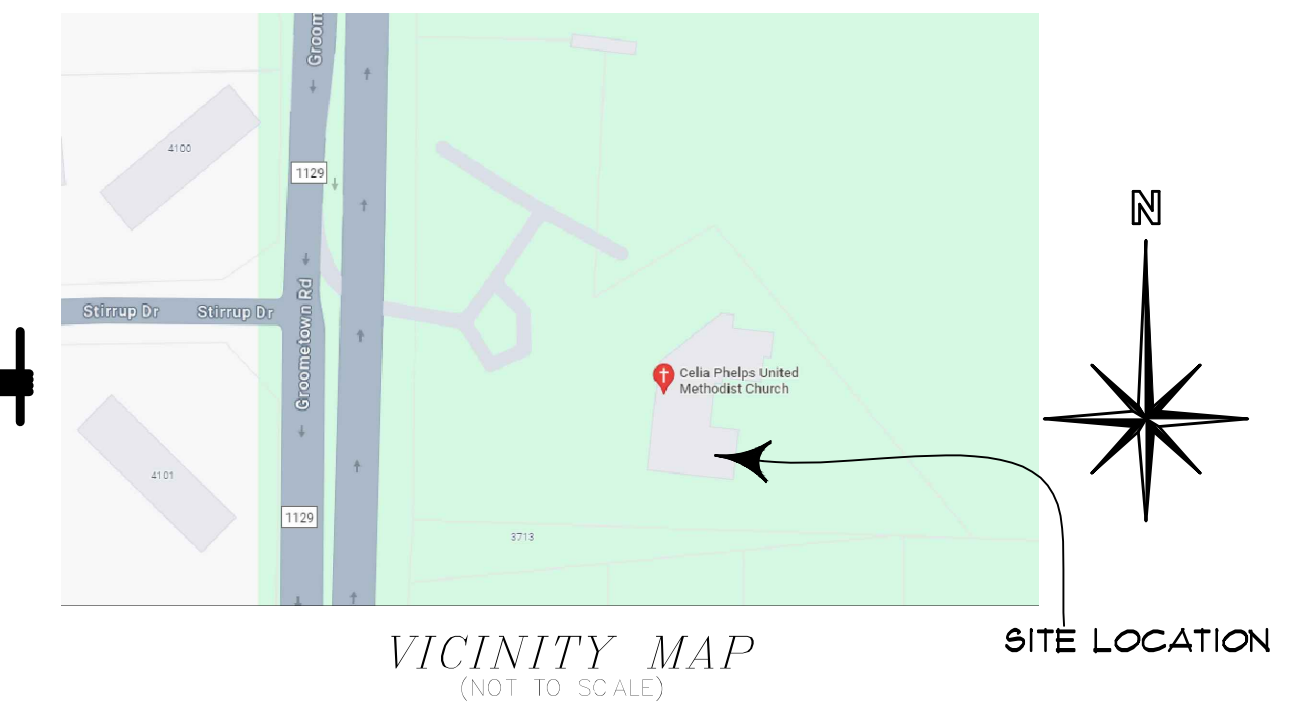 Groom
4100
1129
N
Stirrup Dr Stirrup Dr
Groometown Rd
Celia Phelps United
Methodist Church
4101
1129
3713
VICINITY MAP
(NOT TO SCALE)
SITE LOCATION